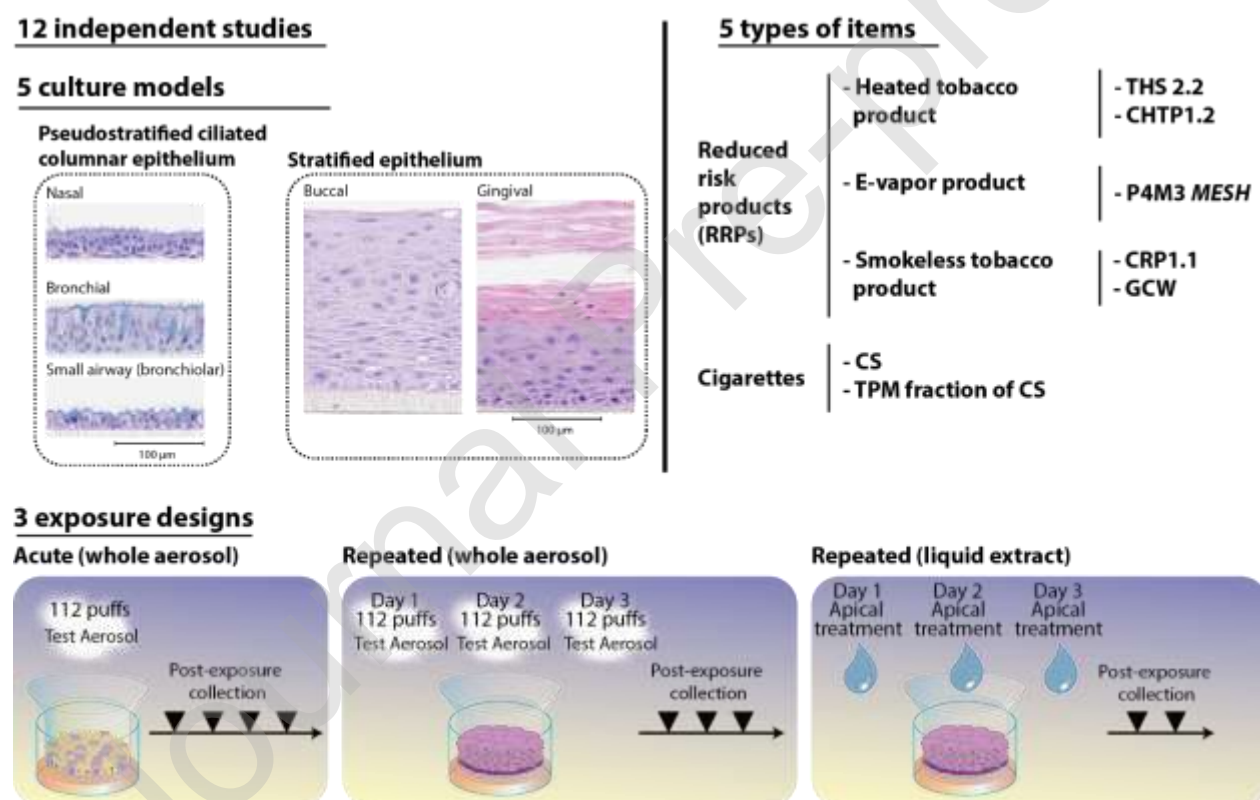 12 independent studies
5 culture models
Pseudostratified ciliated
columnar epithelium
Nasal
Bronchial
Small airway (bronchiolar)
100 µm
Stratified epithelium
Buccal
Gingival
100 µm
5 types of items
Reduced
risk
products
(RRPs)
- Heated tobacco
product
- THS 2.2
- CHTP1.2
- E-vapor product
- P4M3 MESH
- Smokeless tobacco
product
- CRP1.1
- GCW
Cigarettes
- CS
- TPM fraction of CS
3 exposure designs
Acute (whole aerosol)
112 puffs
Test Aerosol
Post-exposure
collection
Repeated (whole aerosol)
Day 1
112 puffs
Test Aerosol
Day 2
112 puffs
Test Aerosol
Day 3
112 puffs
Test Aerosol
Post-exposure
collection
Repeated (liquid extract)
Day 1
Apical
treatment
Day 2
Apical
treatment
Day 3
Apical
treatment
Post-exposure
collection
Journal Pre-pro